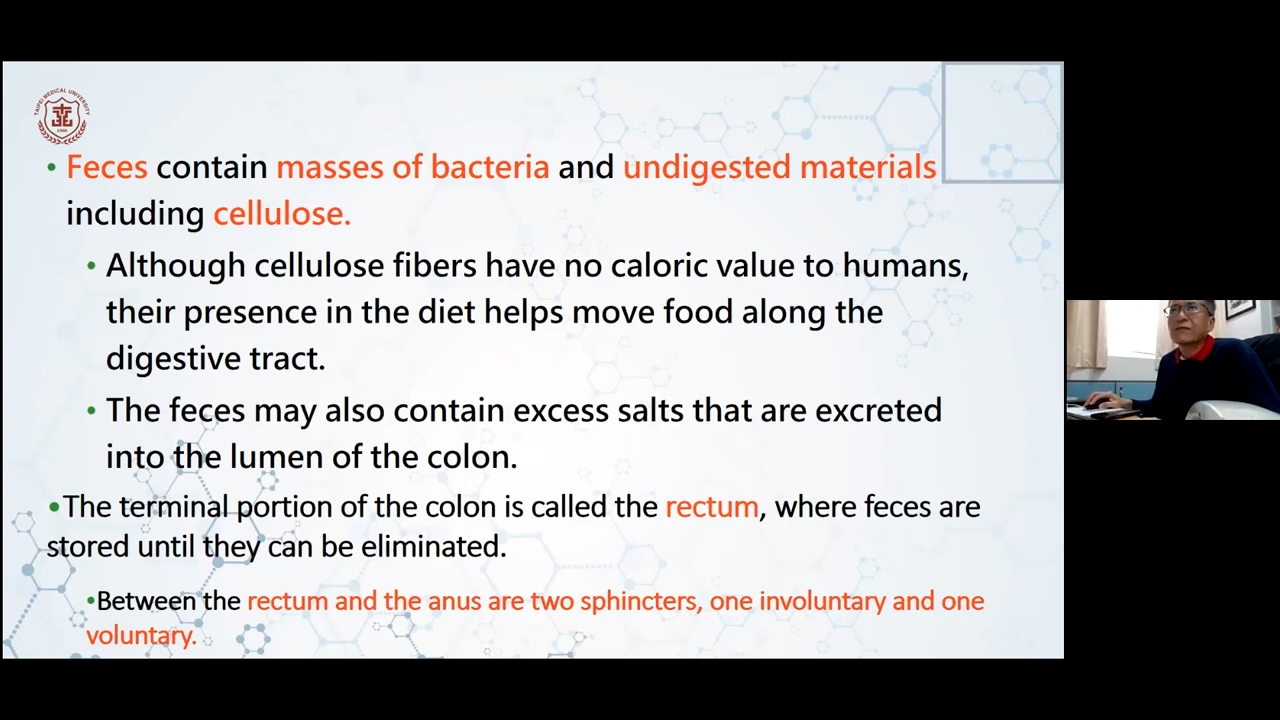 TAIPEI MEDICAL UNIVERSITY
1960
• Feces contain masses of bacteria and undigested materials
including cellulose.
• Although cellulose fibers have no caloric value to humans,
their presence in the diet helps move food along the
digestive tract.
• The feces may also contain excess salts that are excreted
into the lumen of the colon.
•The terminal portion of the colon is called the rectum, where feces are
stored until they can be eliminated.
•Between the rectum and the anus are two sphincters, one involuntary and one
voluntary.